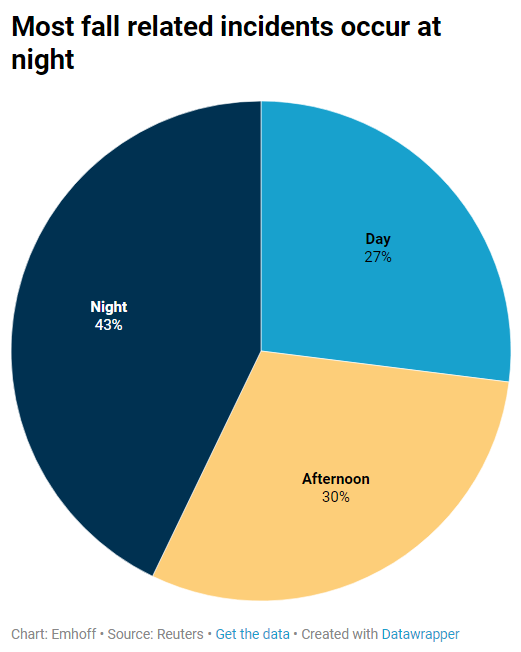 Most fall related incidents occur at
night
Day
27%
Night
43%
Afternoon
30%
Chart: Emhoff • Source: Reuters • Get the data • Created with Datawrapper